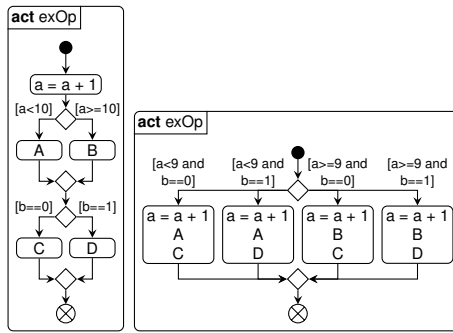 act exOp
a = a + 1
[a<10] [a>=10]
A B
[b==0] [b==1]
C D
act exOp
[a<9 and
b==0]
[a<9 and
b==1]
[a>=9 and
b==0]
[a>=9 and
b==1]
a = a + 1
A
C
a = a + 1
A
D
a = a + 1
B
C
a = a + 1
B
D